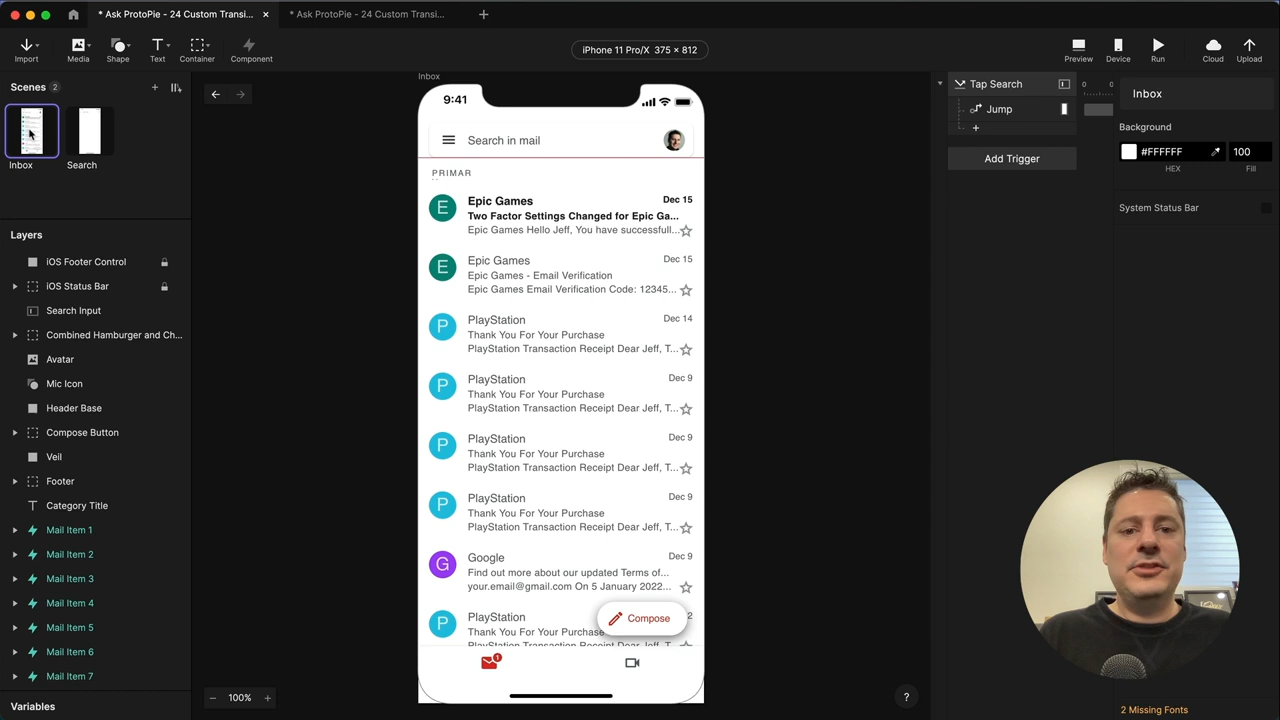 * Ask ProtoPie - 24 Custom Transi...
* Ask ProtoPie - 24 Custom Transi...
Import
Media
Shape
Text
Container
Component
iPhone 11 Pro/X 375 × 812
Preview
Device
Run
Cloud
Upload
Scenes 2
Inbox
Search
Layers
iOS Footer Control
iOS Status Bar
Search Input
Combined Hamburger and Ch...
Avatar
Mic Icon
Header Base
Compose Button
Veil
Footer
Category Title
Mail Item 1
Mail Item 2
Mail Item 3
Mail Item 4
Mail Item 5
Mail Item 6
Mail Item 7
Variables
100%
Inbox
9:41
Search in mail
PRIMAR
E
Epic Games Dec 15
Two Factor Settings Changed for Epic Ga...
Epic Games Hello Jeff, You have successfull...
E
Epic Games Dec 15
Epic Games - Email Verification
Epic Games Email Verification Code: 12345...
P
PlayStation Dec 14
Thank You For Your Purchase
PlayStation Transaction Receipt Dear Jeff, T...
P
PlayStation Dec 9
Thank You For Your Purchase
PlayStation Transaction Receipt Dear Jeff, T...
P
PlayStation Dec 9
Thank You For Your Purchase
PlayStation Transaction Receipt Dear Jeff, T...
P
PlayStation Dec 9
Thank You For Your Purchase
PlayStation Transaction Receipt Dear Jeff, T...
G
Google Dec 9
Find out more about our updated Terms of...
your.email@gmail.com On 5 January 2022...
P
PlayStation 2
Thank You For Your Purchase
PlayStation Transaction Receipt Dear Jeff, T...
Compose
1
?
Tap Search
Jump
Add Trigger
0
Inbox
Background
#FFFFFF 100
HEX Fill
System Status Bar
2 Missing Fonts